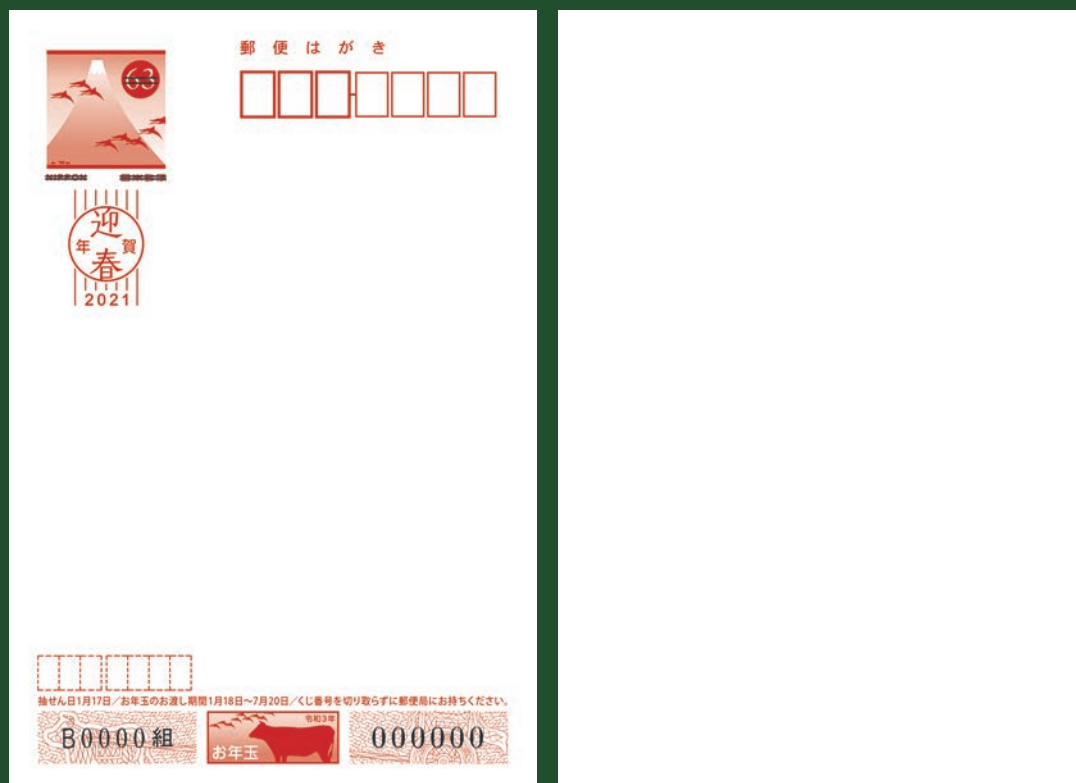 郵便はがき
63
NIPPON 日本郵便
迎春
年賀
2021
抽せん日1月17日/お年玉のお渡し期間1月18日〜7月20日/くじ番号を切り取らずに郵便局にお持ちください。
B0000組
令和3年
お年玉
000000